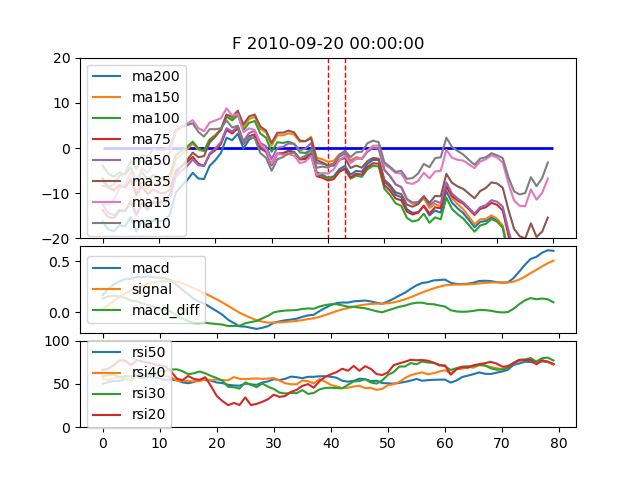 F 2010-09-20 00:00:00
20
10
0
−10
−20
ma200
ma150
ma100
ma75
ma50
ma35
ma15
ma10
0.5
0.0
macd
signal
macd_diff
100
50
0
rsi50
rsi40
rsi30
rsi20
0 10 20 30 40 50 60 70 80